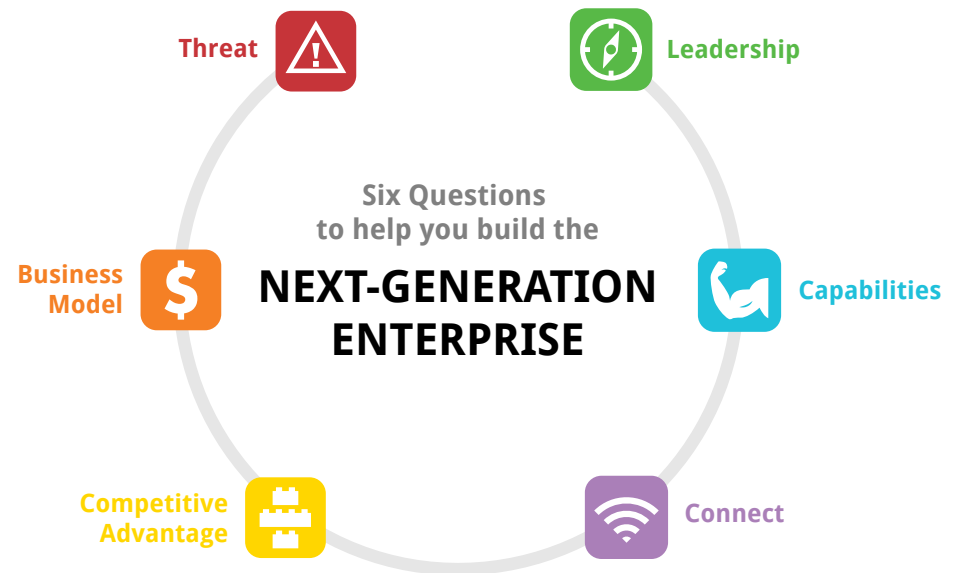 Threat
Leadership
Six Questions
to help you build the
NEXT-GENERATION
ENTERPRISE
Business
Model
$
Capabilities
Competitive
Advantage
Connect